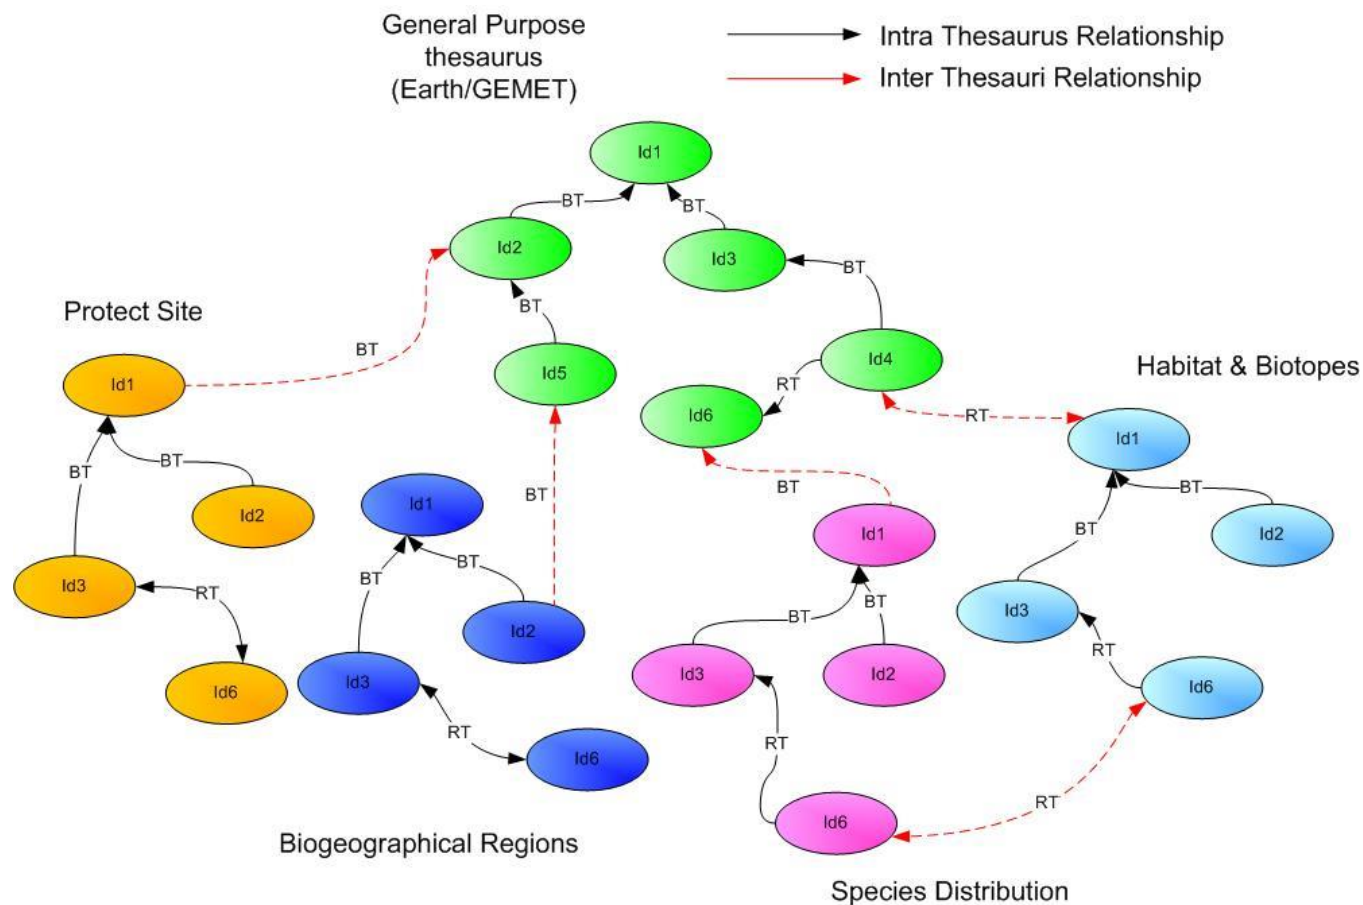 General Purpose
thesaurus
(Earth/GEMET)
Intra Thesaurus Relationship
Inter Thesauri Relationship
Id1
BT
BT
Id2
Id3
BT
BT
Id5
Id4
RT
Id6
Protect Site
BT
Id1
BT
BT
Id2
Id3
RT
Id6
Id1
BT
BT
BT
Id2
Id3
RT
Id6
Biogeographical Regions
BT
Id1
BT
BT
Id3
Id2
RT
Id6
Species Distribution
Habitat & Biotopes
RT
Id1
BT
BT
Id2
Id3
RT
Id6
RT